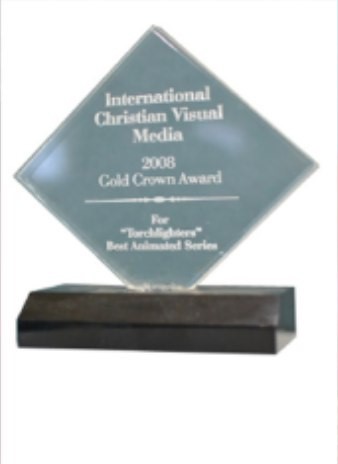 International
Christian Visual
Media
2008
Gold Crown Award
For
"Torchlighters"
Best Animated Series